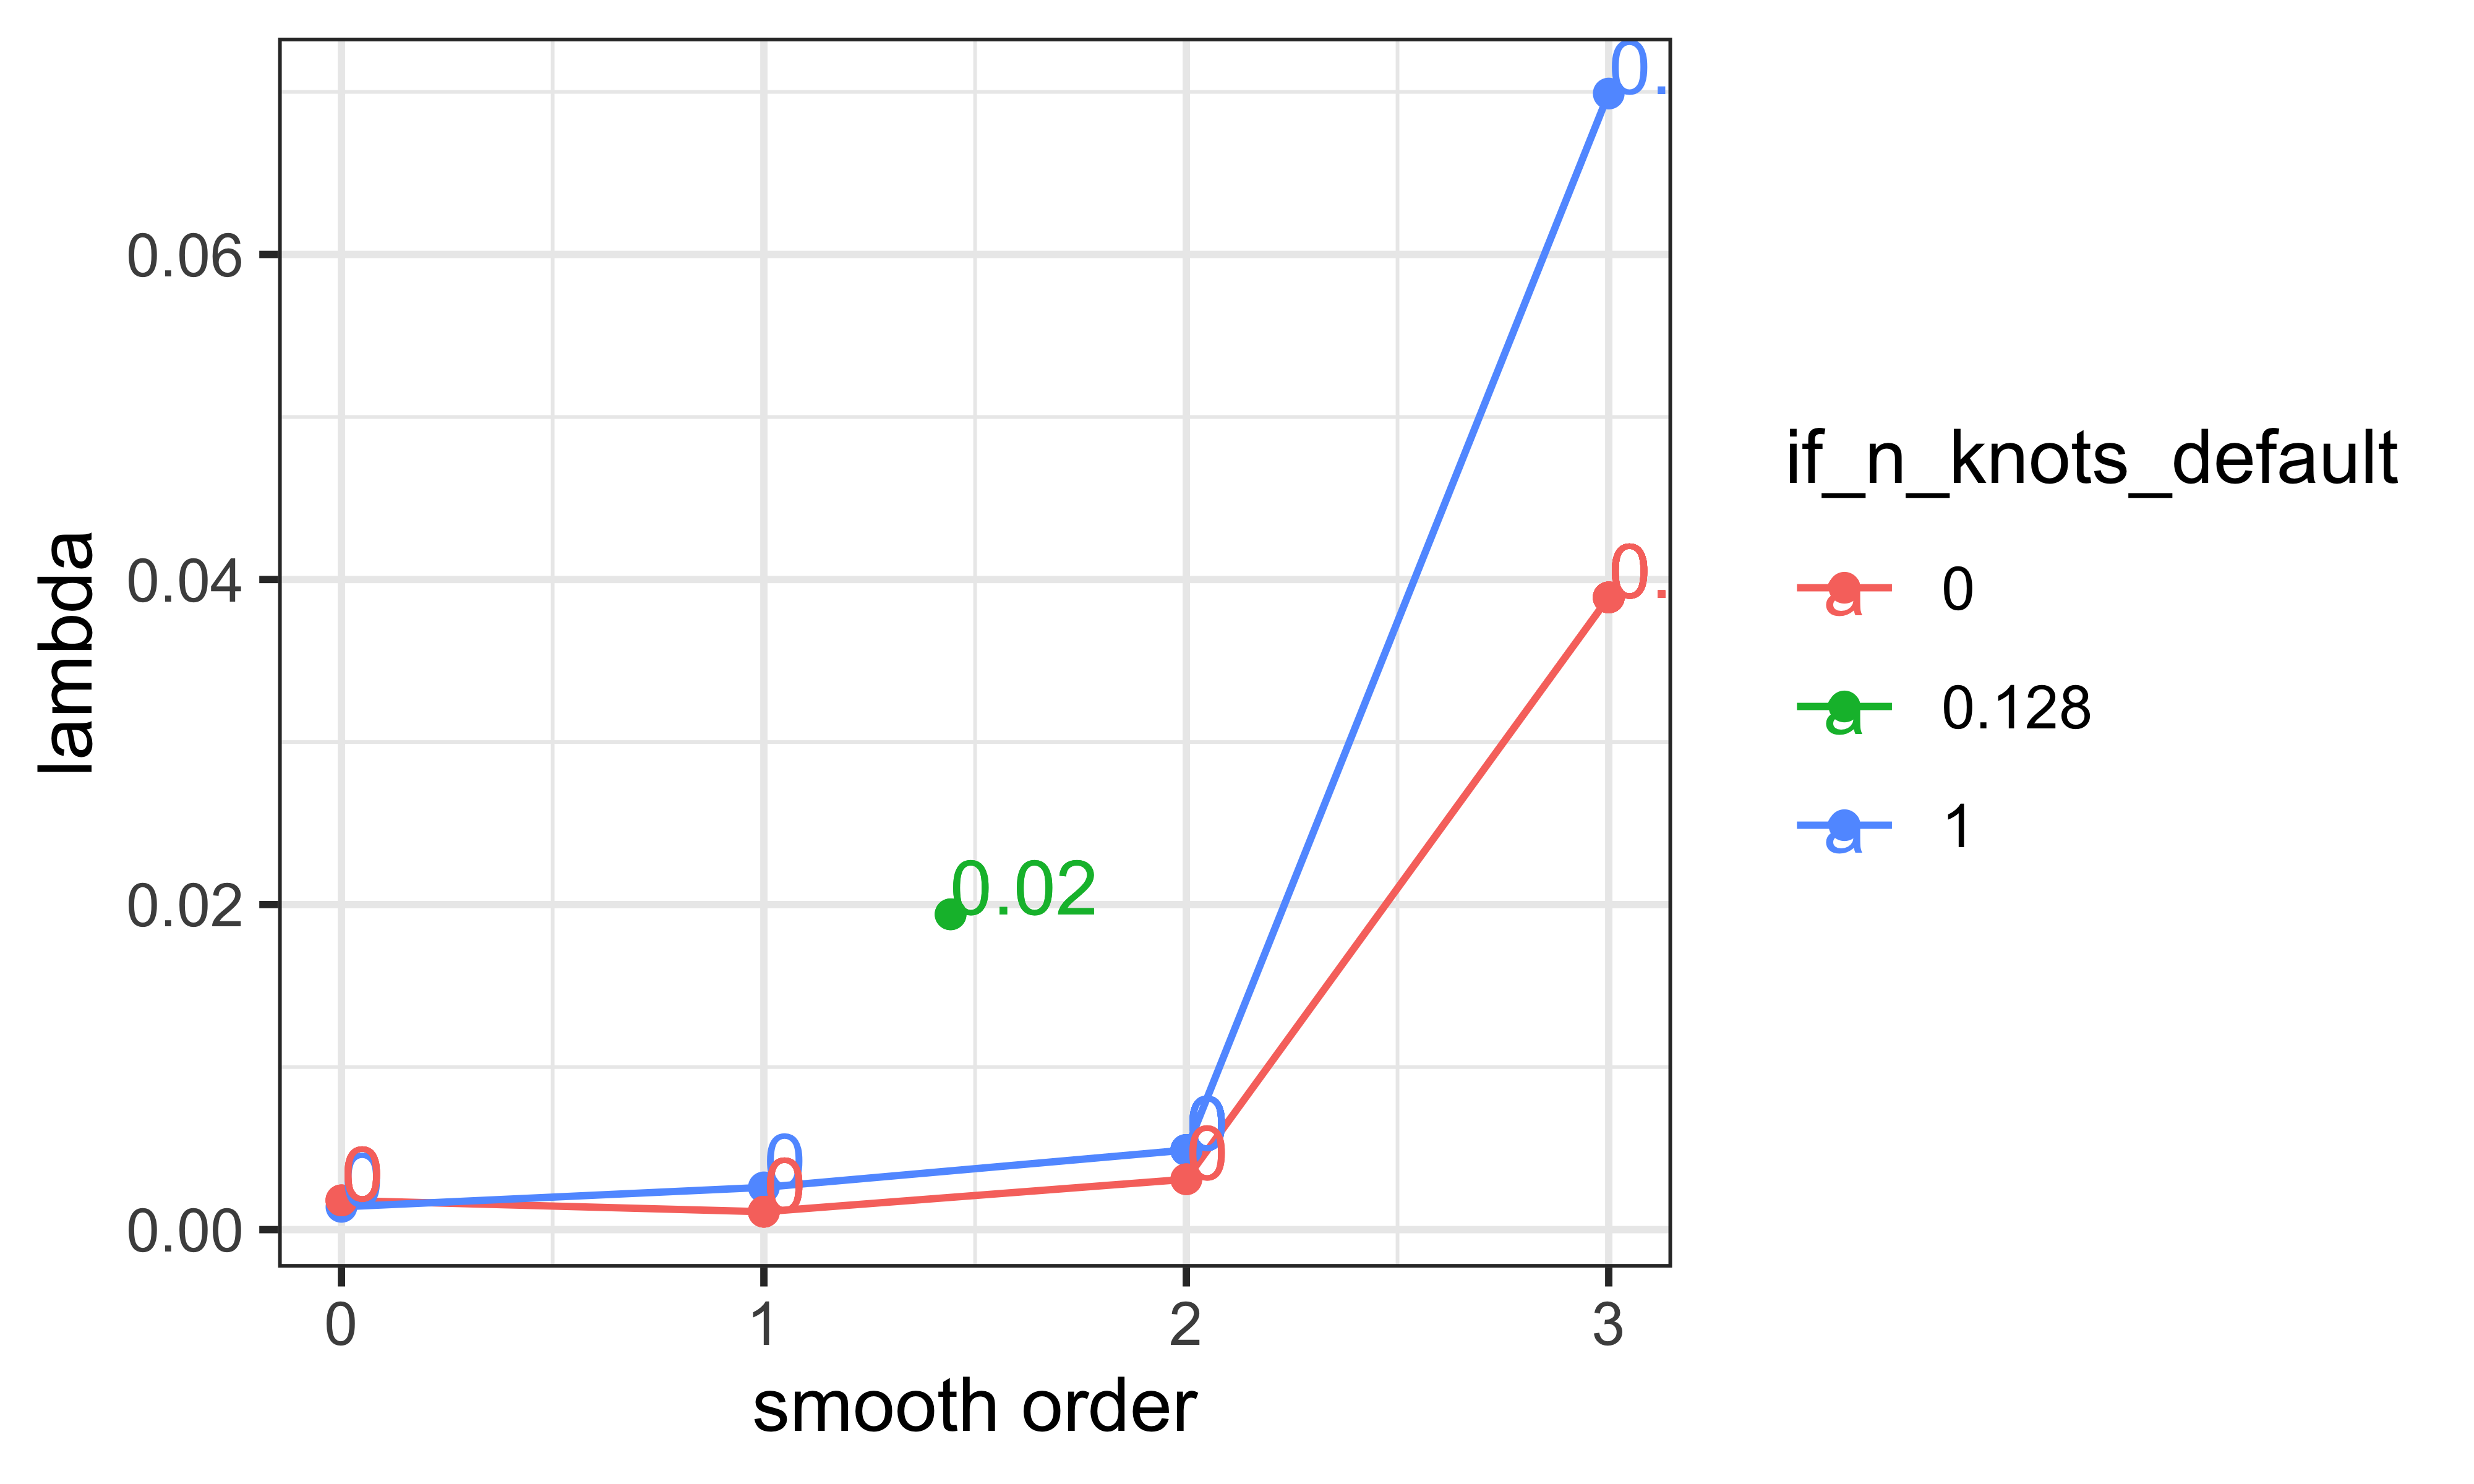 0.
0.06
if_n_knots_default
lambda
0.04
0.
a 0
a 0.128
0.02
0.02
a 1
0
0
0
0
0
0
0.00
0 1 2 3
smooth order